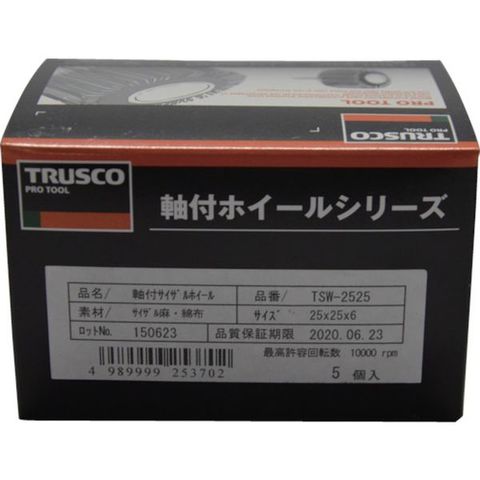 PRO TOOL
TRUSCO
PRO TOOL
TRUSCO
PRO TOOL
軸付ホイールシリーズ
品名/ 軸付サイザルホイール 品番/ TSW-2525
素材/ サイザル麻・綿布 サイズ 25x25x6
ロットNo. 150623 品質保証期限 2020.06.23
最高許容回転数 10000 rpm
4 989999 253702
5 個入